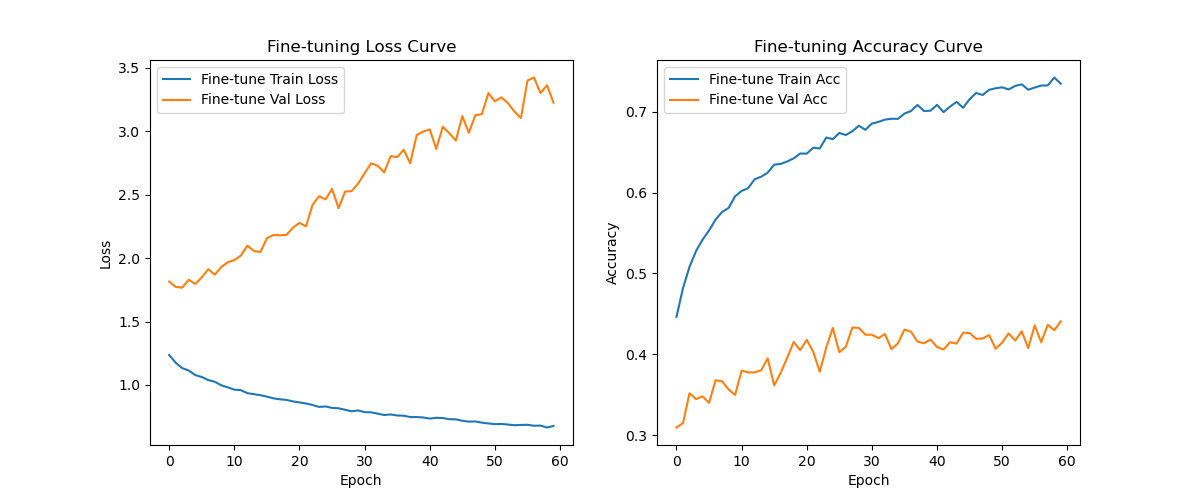 Fine-tuning Loss Curve
Fine-tune Train Loss
Fine-tune Val Loss
3.5
3.0
2.5
2.0
1.5
1.0
Loss
0 10 20 30 40 50 60
Epoch
Fine-tuning Accuracy Curve
Fine-tune Train Acc
Fine-tune Val Acc
0.7
0.6
0.5
0.4
0.3
Accuracy
0 10 20 30 40 50 60
Epoch